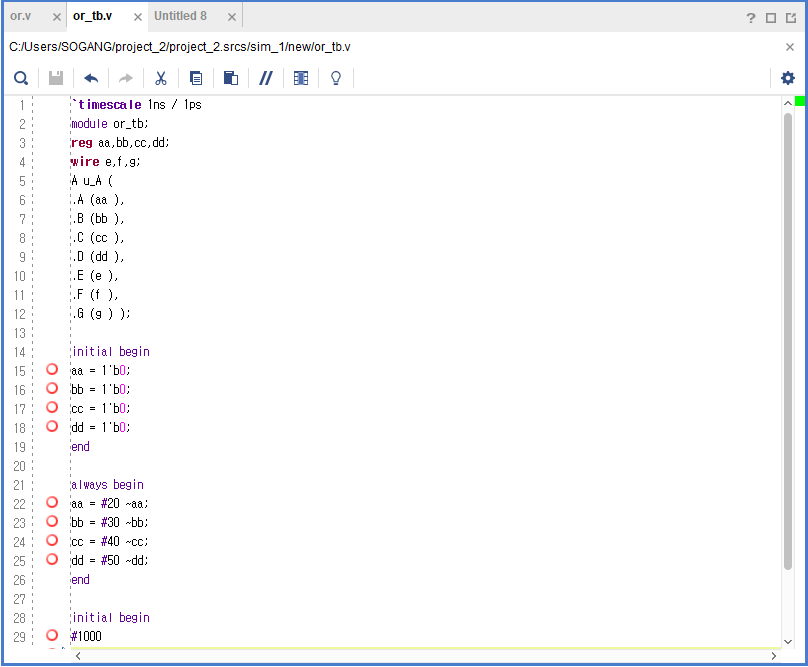 or.v × or_tb.v × Untitled 8 ×
?
C:/Users/SOGANG/project_2/project_2.srcs/sim_1/new/or_tb.v ×
//
1 `timescale 1ns / 1ps
2 module or_tb;
3 reg aa,bb,cc,dd;
4 wire e,f,g;
5 A u_A (
6 .A (aa ),
7 .B (bb ),
8 .C (cc ),
9 .D (dd ),
10 .E (e ),
11 .F (f ),
12 .G (g ) );
13
14 initial begin
15 aa = 1'b0;
16 bb = 1'b0;
17 cc = 1'b0;
18 dd = 1'b0;
19 end
20
21 always begin
22 aa = #20 ~aa;
23 bb = #30 ~bb;
24 cc = #40 ~cc;
25 dd = #50 ~dd;
26 end
27
28 initial begin
29 #1000